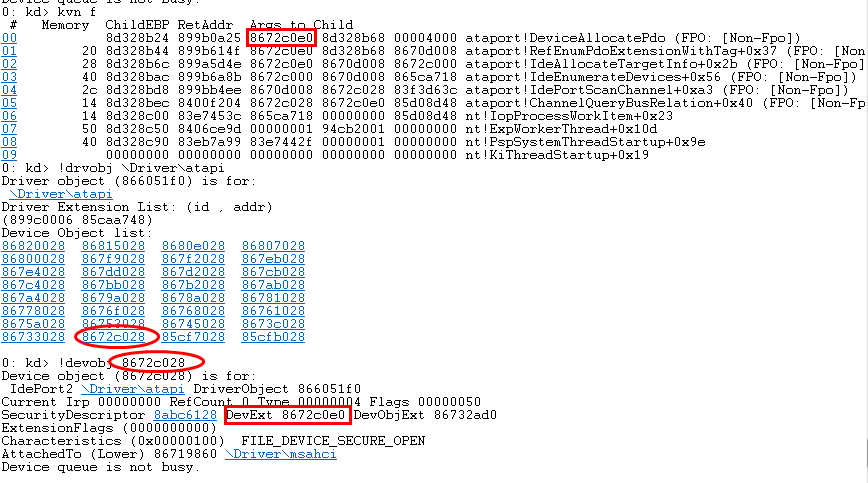 Device queue is not busy.
0: kd> kvn f
 #   Memory  ChildEBP RetAddr  Args to Child
00           8d328b24 899b0a25 8672c0e0 8d328b68 00004000 ataport!DeviceAllocatePdo (FPO: [Non-Fpo])
01        20 8d328b44 899b614f 8672c0e0 8d328b68 8670d008 ataport!RefEnumPdoExtensionWithTag+0x37 (FPO: [Non
02        28 8d328b6c 899a5d4e 8672c0e0 8670d008 8672c000 ataport!IdeAllocateTargetInfo+0x2b (FPO: [Non-Fpo
03        40 8d328bac 899b6a8b 8672c000 8670d008 865ca718 ataport!IdeEnumerateDevices+0x56 (FPO: [Non-Fpo])
04        2c 8d328bd8 899bb4ee 8670d008 8672c028 83f3d63c ataport!IdePortScanChannel+0xa3 (FPO: [Non-Fpo])
05        14 8d328bec 8400f204 8672c028 8672c0e0 85d08d48 ataport!ChannelQueryBusRelation+0x40 (FPO: [Non-Fp
06        14 8d328c00 83e7453c 865ca718 00000000 85d08d48 nt!IopProcessWorkItem+0x23
07        50 8d328c50 8406ce9d 00000001 94cb2001 00000000 nt!ExpWorkerThread+0x10d
08        40 8d328c90 83eb7a99 83e7442f 00000001 00000000 nt!PspSystemThreadStartup+0x9e
09           00000000 00000000 00000000 00000000 00000000 nt!KiThreadStartup+0x19
0: kd> !drvobj \Driver\atapi
Driver object (866051f0) is for:
 \Driver\atapi
Driver Extension List: (id , addr)
(899c0006 85caa748)
Device Object list:
86820028  86815028  8680e028  86807028
86800028  867f9028  867f2028  867eb028
867e4028  867dd028  867d2028  867cb028
867c4028  867bb028  867b2028  867ab028
867a4028  8679a028  8678a028  86781028
86778028  8676f028  86768028  86761028
8675a028  86753028  86745028  8673c028
86733028  8672c028  85cf7028  85cfb028
0: kd> !devobj 8672c028
Device object (8672c028) is for:
 IdePort2 \Driver\atapi DriverObject 866051f0
Current Irp 00000000 RefCount 0 Type 00000004 Flags 00000050
SecurityDescriptor 8abc6128 DevExt 8672c0e0 DevObjExt 86732ad0
ExtensionFlags (0000000000)
Characteristics (0x00000100)  FILE_DEVICE_SECURE_OPEN
AttachedTo (Lower) 86719860 \Driver\msahci
Device queue is not busy.